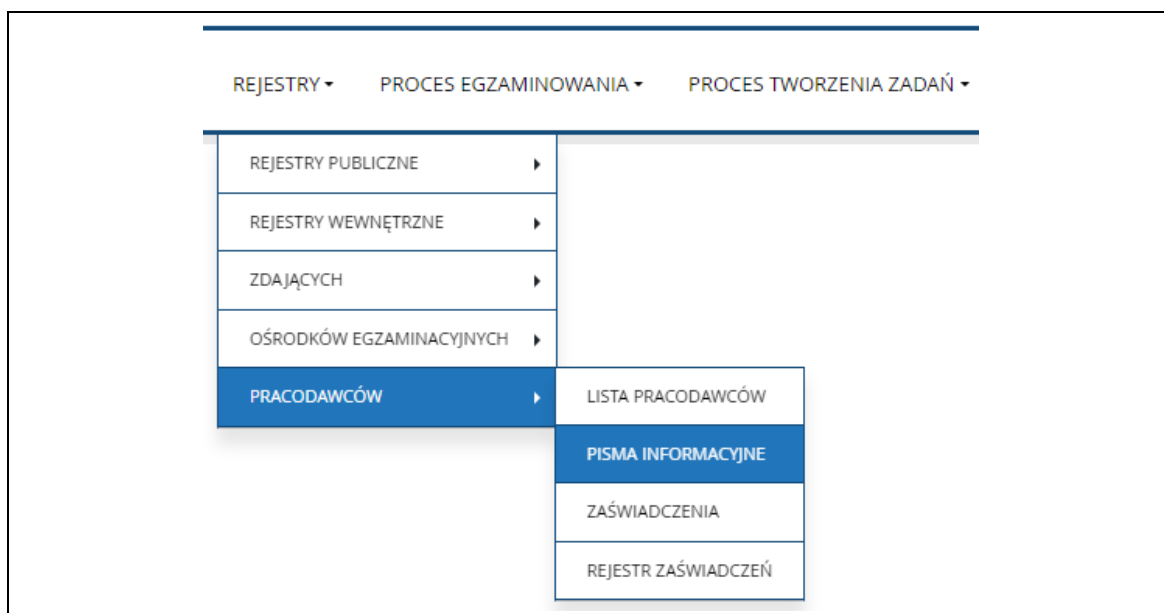 REJESTRY PROCES EGZAMINOWANIA PROCES TWORZENIA ZADAŃ
REJESTRY PUBLICZNE
REJESTRY WEWNĘTRZNE
ZDAJĄCYCH
OŚRODKÓW EGZAMINACYJNYCH
PRACODAWCÓW
LISTA PRACODAWCÓW
PISMA INFORMACYJNE
ZAŚWIADCZENIA
REJESTR ZAŚWIADCZEŃ